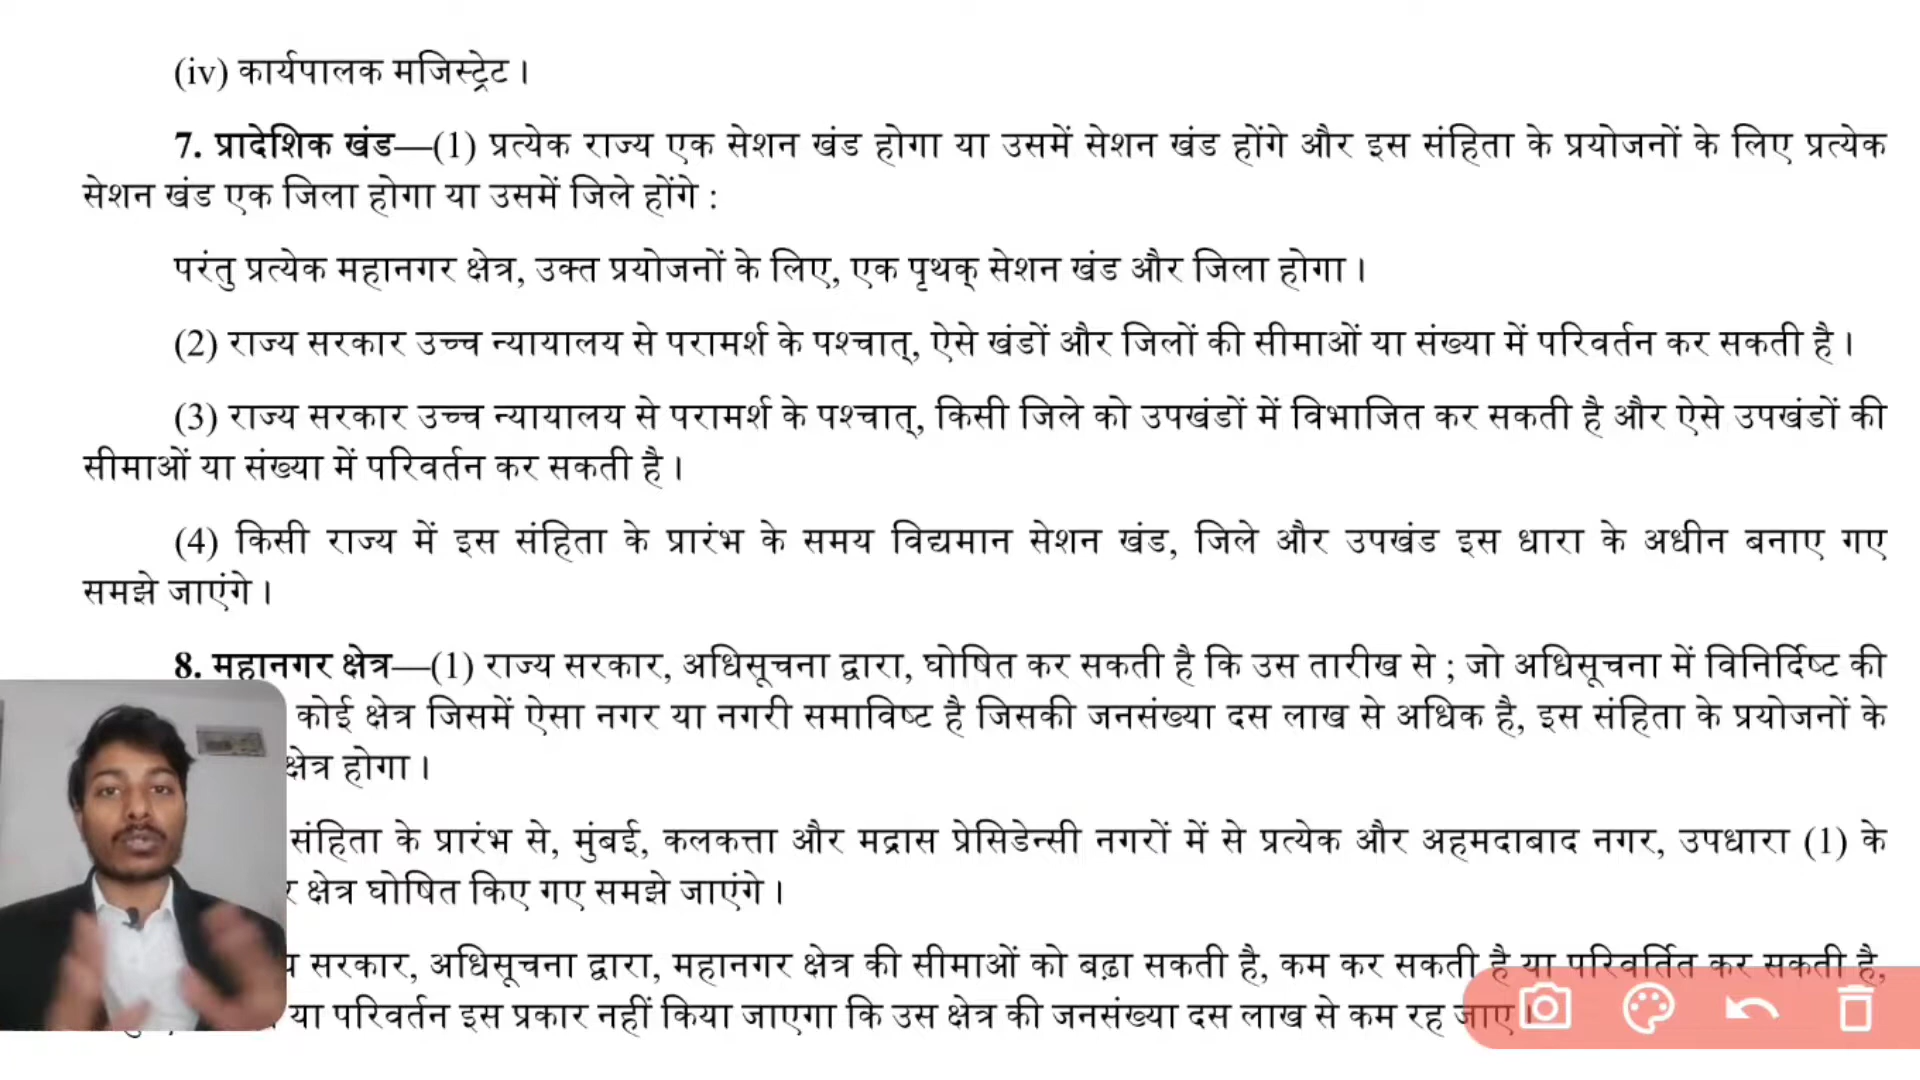 (iv) कार्यपालक मजिस्ट्रेट ।
7. प्रादेशिक खंड—(1) प्रत्येक राज्य एक सेशन खंड होगा या उसमें सेशन खंड होंगे और इस संहिता के प्रयोजनों के लिए प्रत्येक
सेशन खंड एक जिला होगा या उसमें जिले होंगे :
परंतु प्रत्येक महानगर क्षेत्र, उक्त प्रयोजनों के लिए, एक पृथक् सेशन खंड और जिला होगा ।
(2) राज्य सरकार उच्च न्यायालय से परामर्श के पश्चात्, ऐसे खंडों और जिलों की सीमाओं या संख्या में परिवर्तन कर सकती है ।
(3) राज्य सरकार उच्च न्यायालय से परामर्श के पश्चात्, किसी जिले को उपखंडों में विभाजित कर सकती है और ऐसे उपखंडों की
सीमाओं या संख्या में परिवर्तन कर सकती है ।
(4) किसी राज्य में इस संहिता के प्रारंभ के समय विद्यमान सेशन खंड, जिले और उपखंड इस धारा के अधीन बनाए गए
समझे जाएंगे ।
8. महानगर क्षेत्र—(1) राज्य सरकार, अधिसूचना द्वारा, घोषित कर सकती है कि उस तारीख से ; जो अधिसूचना में विनिर्दिष्ट की
कोई क्षेत्र जिसमें ऐसा नगर या नगरी समाविष्ट है जिसकी जनसंख्या दस लाख से अधिक है, इस संहिता के प्रयोजनों के
क्षेत्र होगा ।
संहिता के प्रारंभ से, मुंबई, कलकत्ता और मद्रास प्रेसिडेन्सी नगरों में से प्रत्येक और अहमदाबाद नगर, उपधारा (1) के
क्षेत्र घोषित किए गए समझे जाएंगे ।
सरकार, अधिसूचना द्वारा, महानगर क्षेत्र की सीमाओं को बढ़ा सकती है, कम कर सकती है या परिवर्तित कर सकती है,
या परिवर्तन इस प्रकार नहीं किया जाएगा कि उस क्षेत्र की जनसंख्या दस लाख से कम रह जाए ।